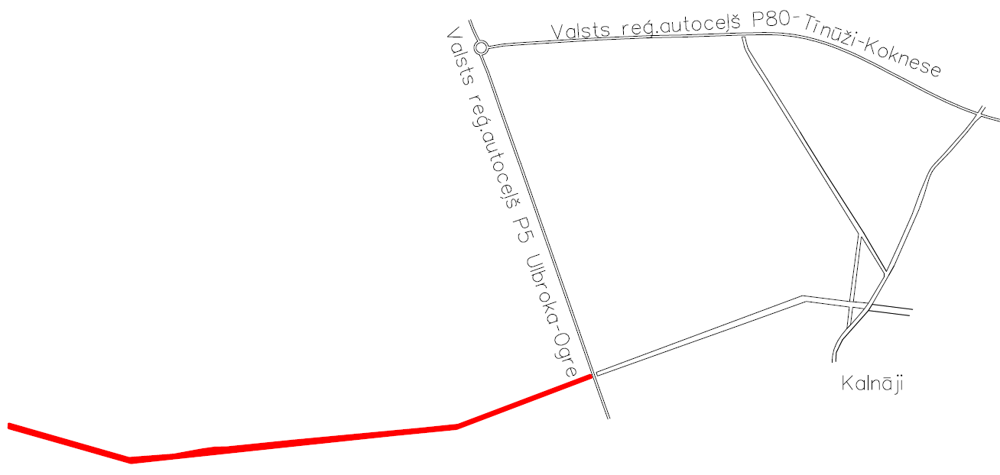 Valsts reģ.autoceļš P80-Tīnūži-Koknese
Valsts reģ.autoceļš P5 Ulbroka-Ogre
Kalnāji